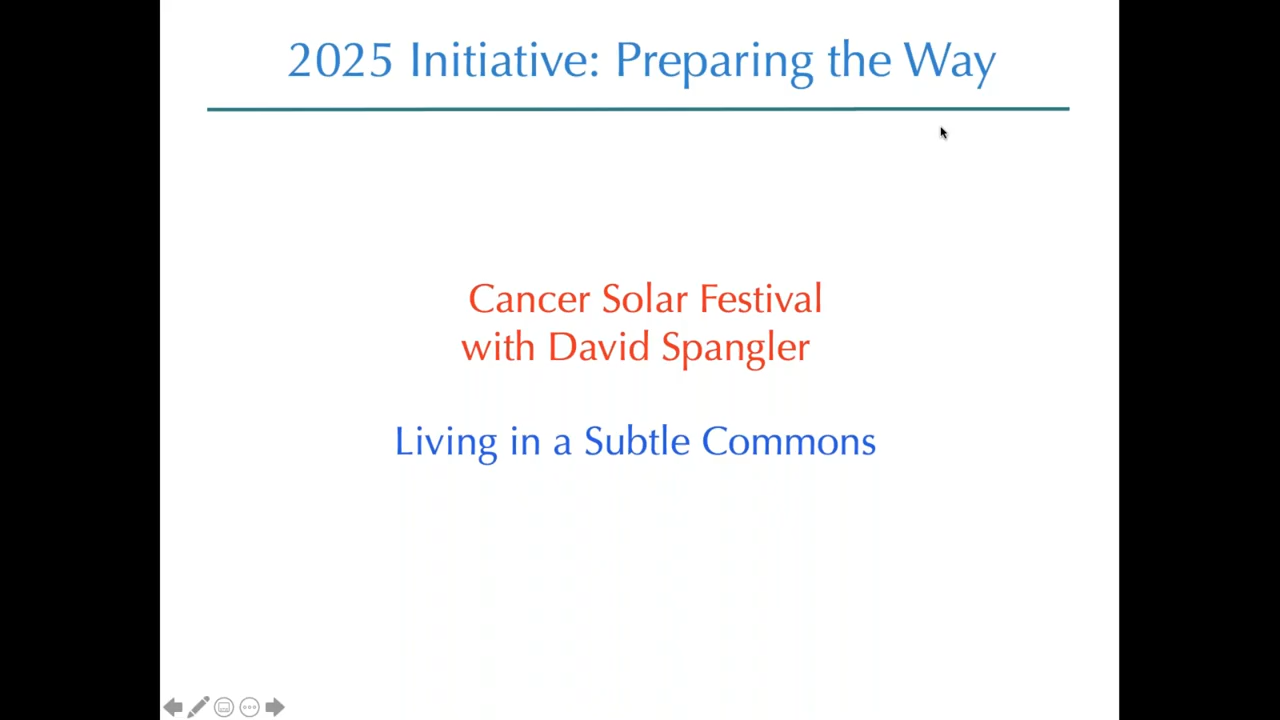 2025 Initiative: Preparing the Way
Cancer Solar Festival
with David Spangler
Living in a Subtle Commons